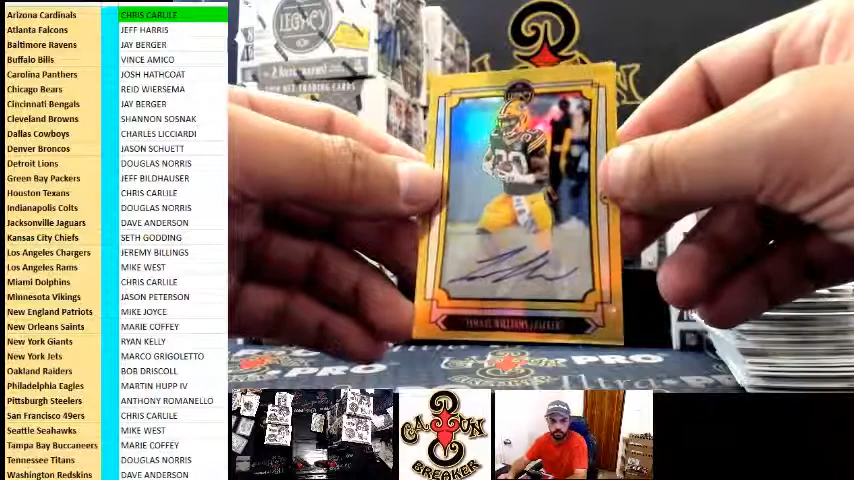 Arizona Cardinals CHRIS CARLILE
Atlanta Falcons JEFF HARRIS
Baltimore Ravens JAY BERGER
Buffalo Bills VINCE AMICO
Carolina Panthers JOSH HATHCOAT
Chicago Bears REID WIERSEMA
Cincinnati Bengals JAY BERGER
Cleveland Browns SHANNON SOSNAK
Dallas Cowboys CHARLES LICCIARDI
Denver Broncos JASON SCHUETT
Detroit Lions DOUGLAS NORRIS
Green Bay Packers JEFF BILDHAUSER
Houston Texans CHRIS CARLILE
Indianapolis Colts DOUGLAS NORRIS
Jacksonville Jaguars DAVE ANDERSON
Kansas City Chiefs SETH GODDING
Los Angeles Chargers JEREMY BILLINGS
Los Angeles Rams MIKE WEST
Miami Dolphins CHRIS CARLILE
Minnesota Vikings JASON PETERSON
New England Patriots MIKE JOYCE
New Orleans Saints MARIE COFFEY
New York Giants RYAN KELLY
New York Jets MARCO GRIGOLETTO
Oakland Raiders BOB DRISCOLL
Philadelphia Eagles MARTIN HUPP IV
Pittsburgh Steelers ANTHONY ROMANELLO
San Francisco 49ers CHRIS CARLILE
Seattle Seahawks MIKE WEST
Tampa Bay Buccaneers MARIE COFFEY
Tennessee Titans DOUGLAS NORRIS
Washington Redskins DAVE ANDERSON
LEGACY
TRADING CARDS
JAMAAL WILLIAMS | PACKERS
PRO
Ultra PRO
CAJUN
BREAKER